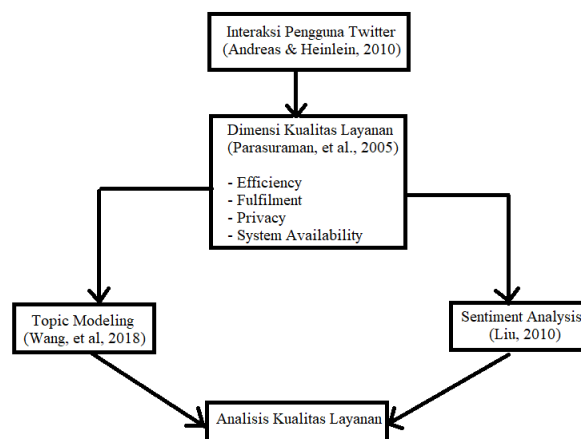 Interaksi Pengguna Twitter
(Andreas & Heinlein, 2010)
Dimensi Kualitas Layanan
(Parasuraman, et al., 2005)
- Efficiency
- Fulfilment
- Privacy
- System Availability
Topic Modeling
(Wang, et al, 2018)
Sentiment Analysis
(Liu, 2010)
Analisis Kualitas Layanan